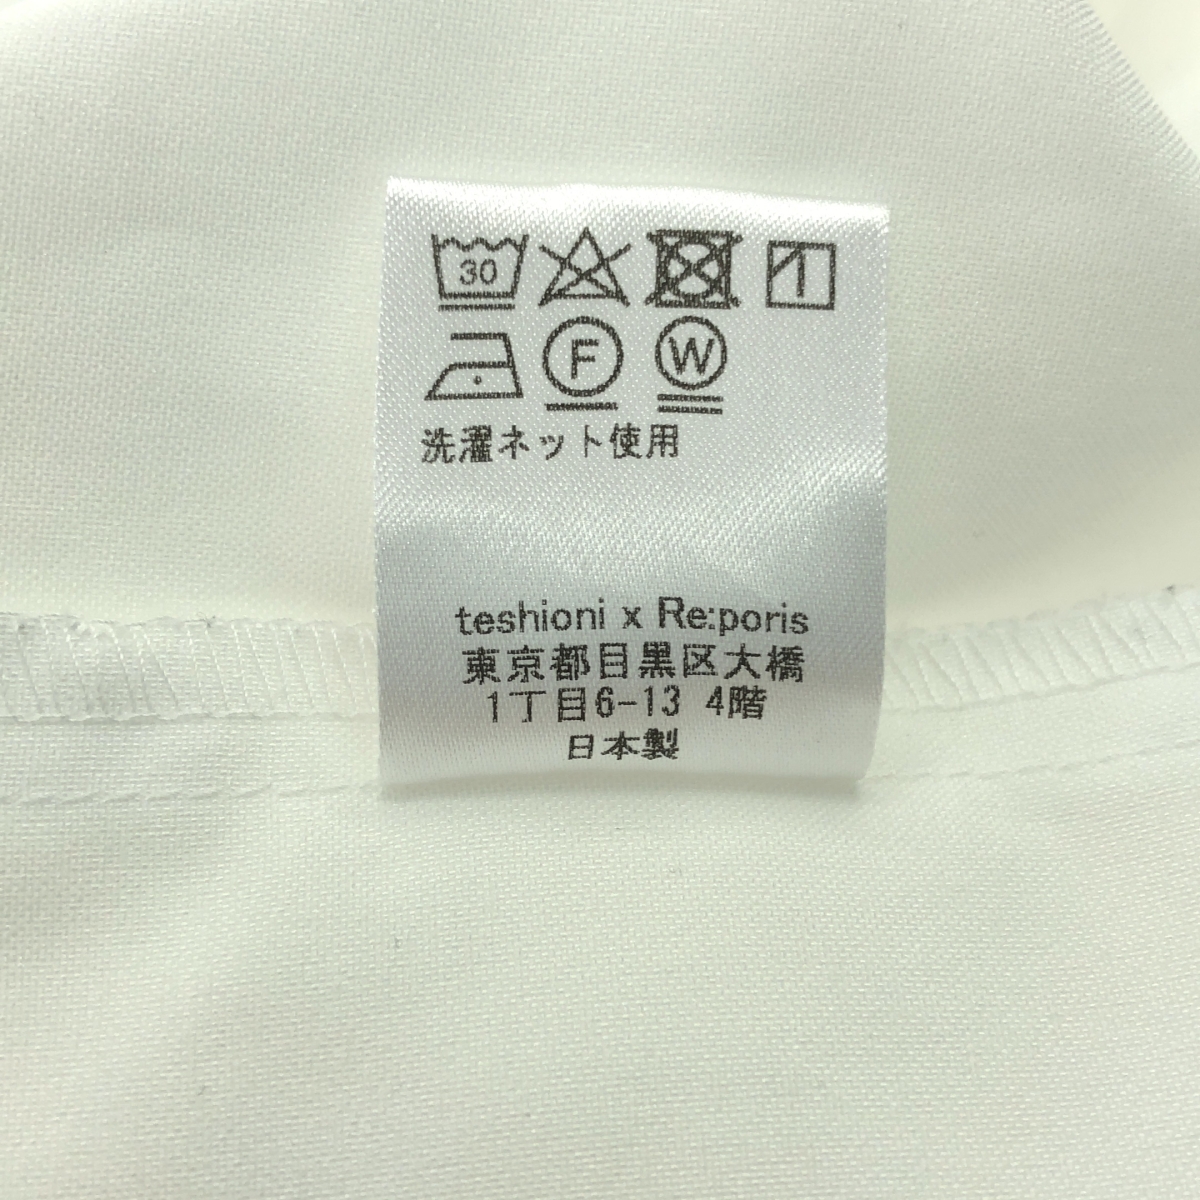 30
F W
洗濯ネット使用
teshioni x Re:poris
東京都目黒区大橋
1丁目6-13 4階
日本製